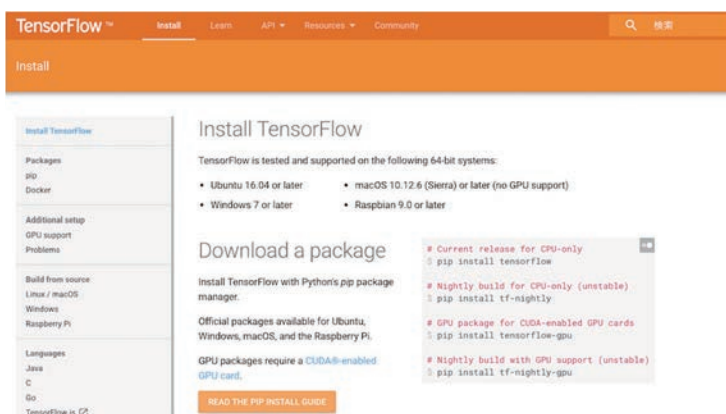 TensorFlow ™ Install Learn API ▼ Resources ▼ Community 検索
Install
Install TensorFlow
Packages
pip
Docker
Additional setup
GPU support
Problems
Build from source
Linux / macOS
Windows
Raspberry Pi
Languages
Java
C
Go
TensorFlow.js
Install TensorFlow
TensorFlow is tested and supported on the following 64-bit systems:
• Ubuntu 16.04 or later
• Windows 7 or later
• macOS 10.12.6 (Sierra) or later (no GPU support)
• Raspbian 9.0 or later
Download a package
Install TensorFlow with Python's pip package
manager.
Official packages available for Ubuntu,
Windows, macOS, and the Raspberry Pi.
GPU packages require a CUDA®-enabled
GPU card.
READ THE PIP INSTALL GUIDE
# Current release for CPU-only
$ pip install tensorflow
# Nightly build for CPU-only (unstable)
$ pip install tf-nightly
# GPU package for CUDA-enabled GPU cards
$ pip install tensorflow-gpu
# Nightly build with GPU support (unstable)
$ pip install tf-nightly-gpu